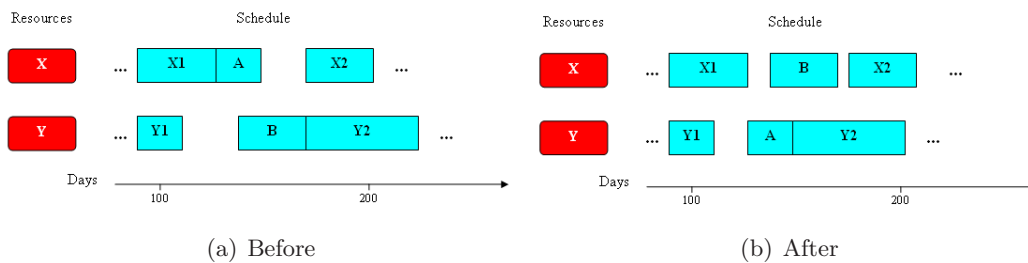 Resources Schedule
X ... X1 A X2 ...
Y ... Y1 B Y2 ...
Days
100 200
(a) Before
Resources Schedule
X ... X1 B X2 ...
Y ... Y1 A Y2 ...
Days
100 200
(b) After